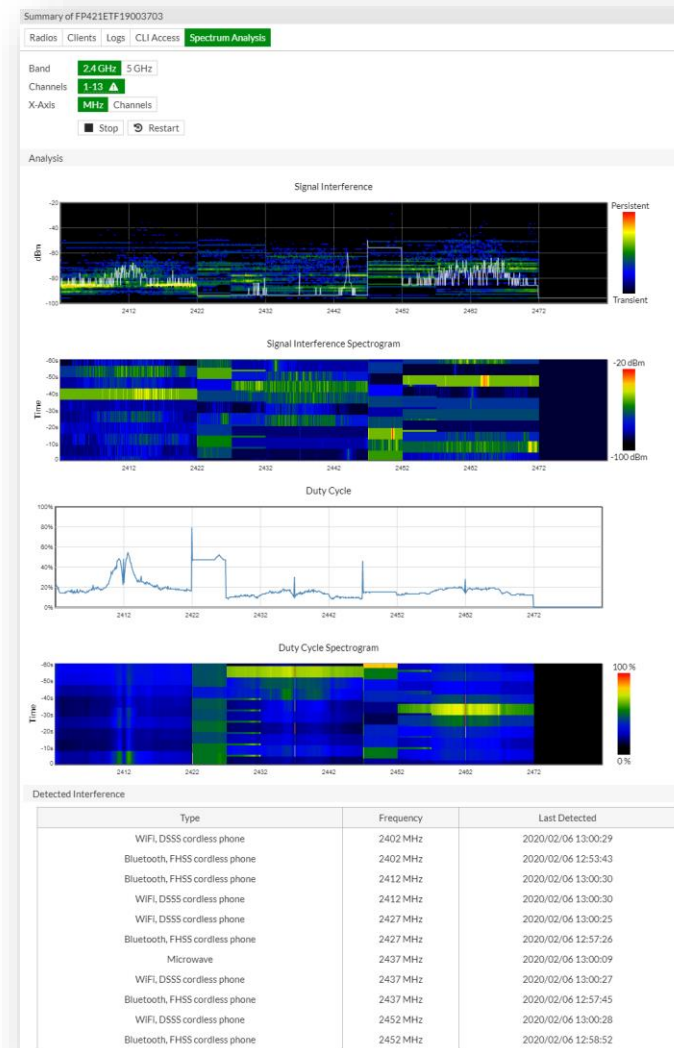 Summary of FP421ETF19003703
Radios Clients Logs CLI Access Spectrum Analysis
Band 2.4 GHz 5 GHz
Channels 1-13
X-Axis MHz Channels
Stop Restart
Analysis
Signal Interference
Persistent
-20
-40
dBm
-60
-80
-100
Transient
2412 2422 2432 2442 2452 2462 2472
Signal Interference Spectrogram
-20 dBm
-60s
-50s
-40s
Time
-30s
-20s
-10s
0
-100 dBm
2412 2422 2432 2442 2452 2462 2472
Duty Cycle
100%
80%
60%
40%
20%
0%
2412 2422 2432 2442 2452 2462 2472
Duty Cycle Spectrogram
100 %
-60s
-50s
-40s
Time
-30s
-20s
-10s
0
0 %
2412 2422 2432 2442 2452 2462 2472
Detected Interference
Type Frequency Last Detected
WiFi, DSSS cordless phone 2402 MHz 2020/02/06 13:00:29
Bluetooth, FHSS cordless phone 2402 MHz 2020/02/06 12:53:43
Bluetooth, FHSS cordless phone 2412 MHz 2020/02/06 13:00:30
WiFi, DSSS cordless phone 2412 MHz 2020/02/06 13:00:30
WiFi, DSSS cordless phone 2427 MHz 2020/02/06 13:00:25
Bluetooth, FHSS cordless phone 2427 MHz 2020/02/06 12:57:26
Microwave 2437 MHz 2020/02/06 13:00:09
WiFi, DSSS cordless phone 2437 MHz 2020/02/06 13:00:27
Bluetooth, FHSS cordless phone 2437 MHz 2020/02/06 12:57:45
WiFi, DSSS cordless phone 2452 MHz 2020/02/06 13:00:28
Bluetooth, FHSS cordless phone 2452 MHz 2020/02/06 12:58:52